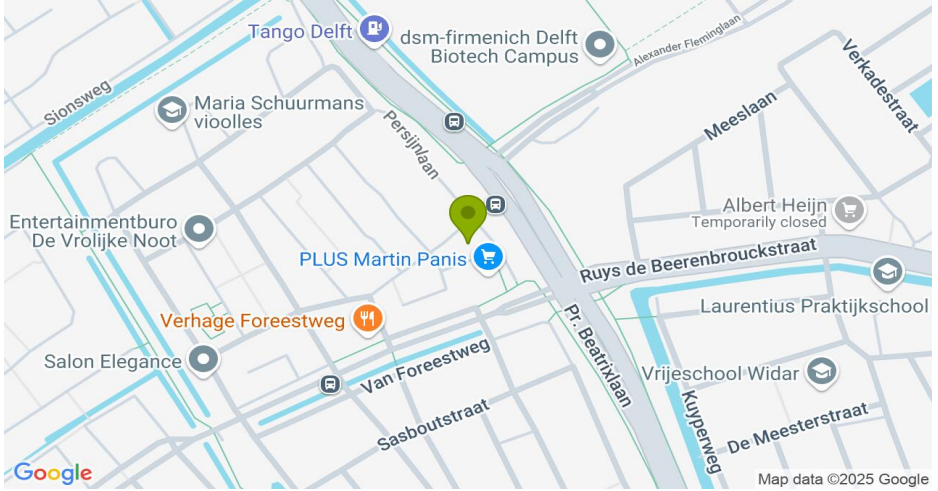 Tango Delft
dsm-firmenich Delft
Biotech Campus
Alexander Fleminglaan
Verkadestraat
Sionsweg
Maria Schuurmans
vioolles
Persijnlaan
Meeslaan
Albert Heijn
Temporarily closed
Entertainmentburo
De Vrolijke Noot
PLUS Martin Panis
Ruys de Beerenbrouckstraat
Laurentius Praktijkschool
Verhage Foreestweg
Pr. Beatrixlaan
Salon Elegance
Van Foreestweg
Vrijeschool Widar
Kuyperweg
Sasboutstraat
De Meesterstraat
Google
Map data ©2025 Google